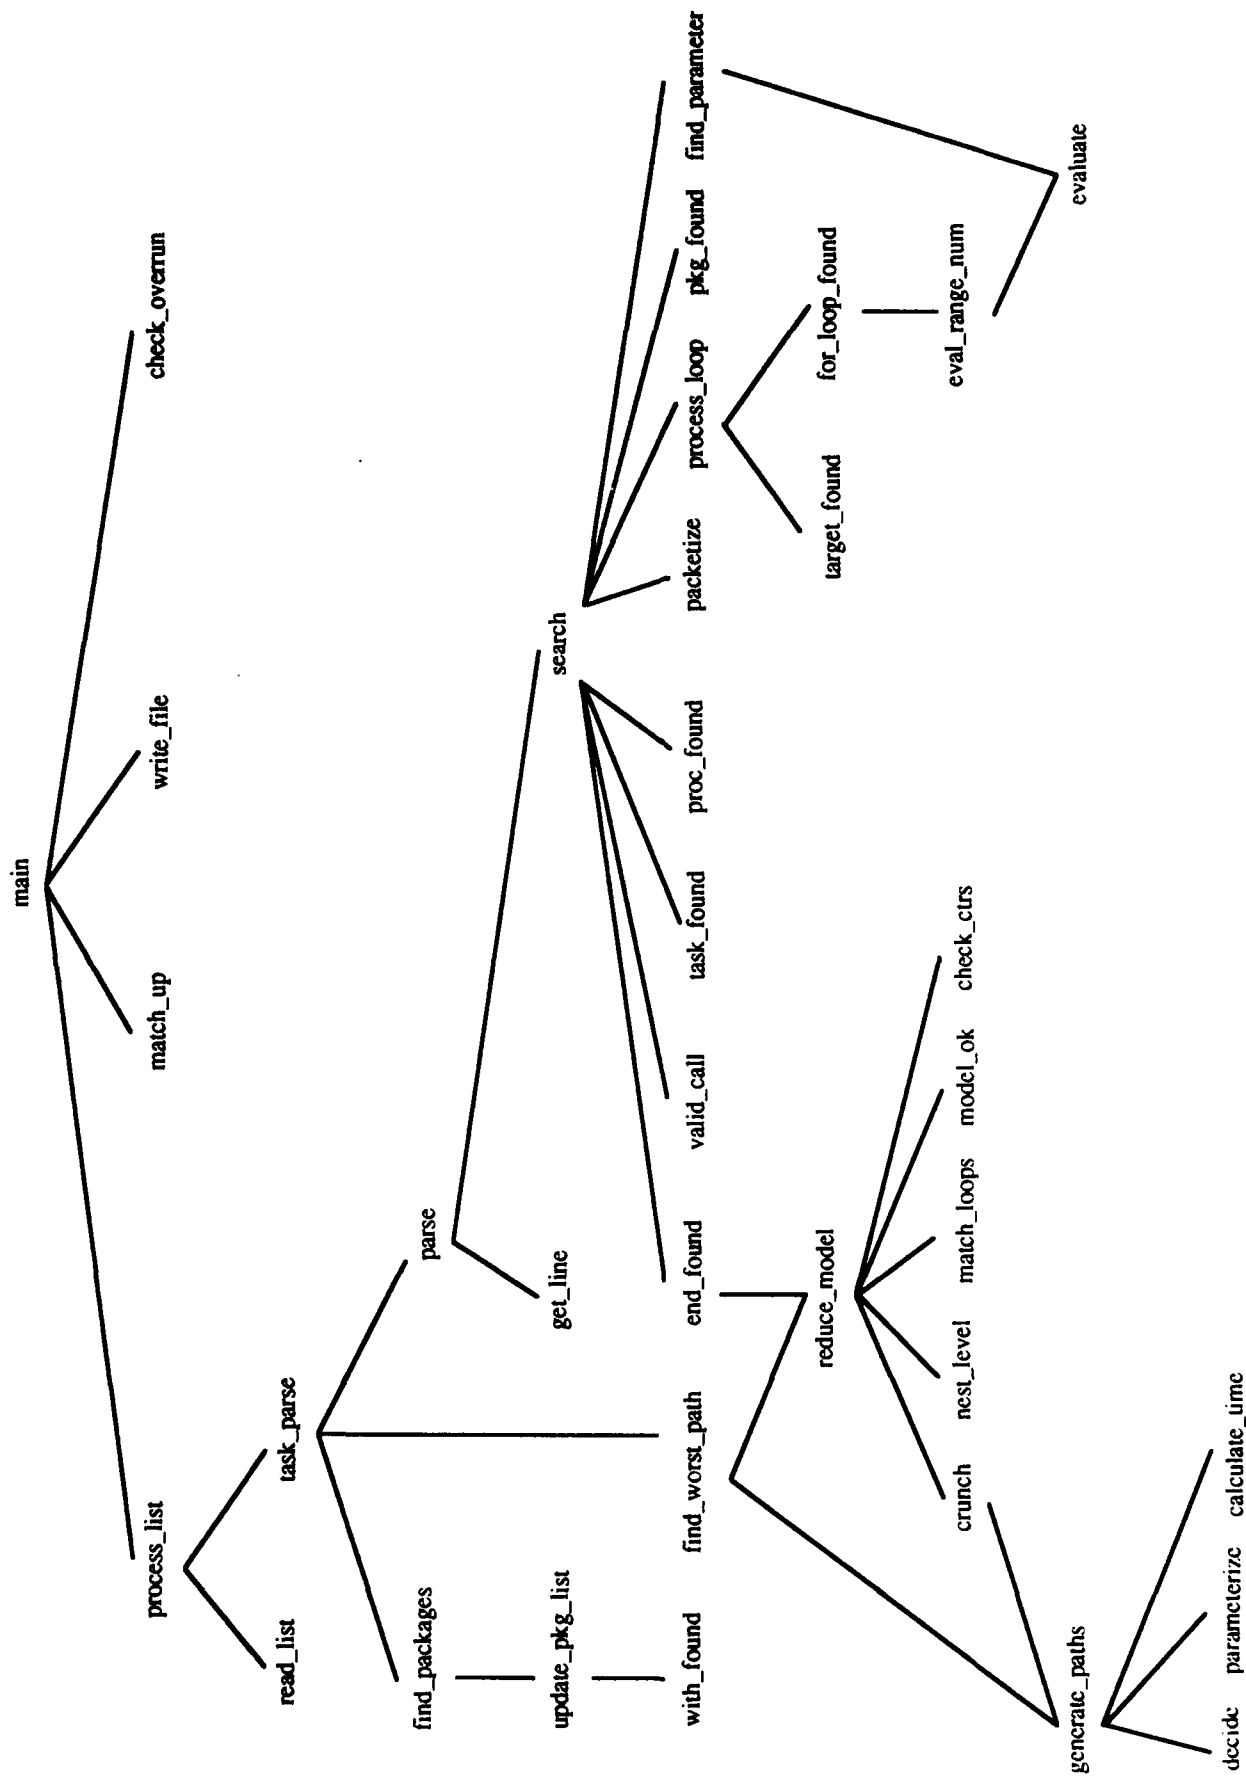 main
process_list
match_up
write_file
check_overrun
read_list
task_parse
find_packages
parse
update_pkg_list
get_line
search
with_found
find_worst_path
end_found
valid_call
task_found
proc_found
packetize
process_loop
pkg_found
find_parameter
reduce_model
target_found
for_loop_found
crunch
nest_level
match_loops
model_ok
check_ctrs
eval_range_num
generate_paths
evaluate
decide
parameterize
calculate_time